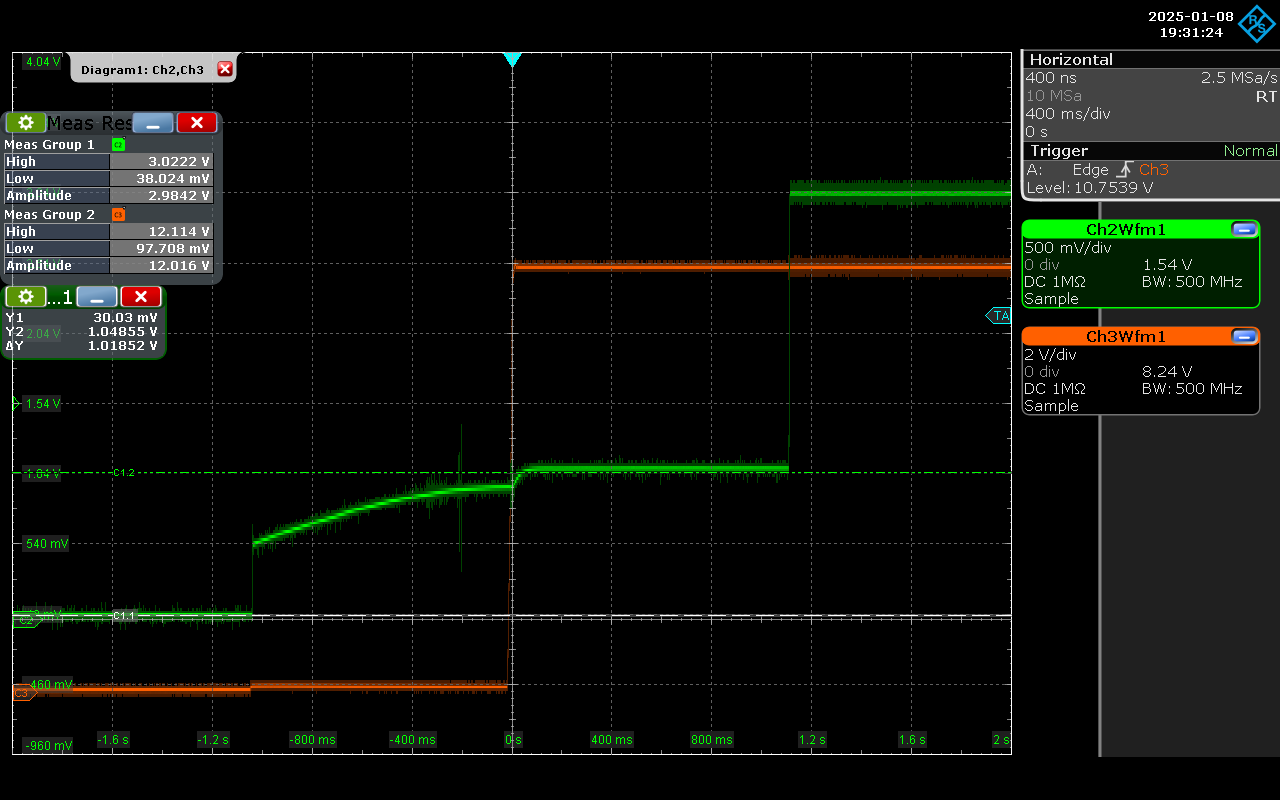 2025-01-08
19:31:24
Diagram1: Ch2,Ch3
4.04 V
Meas Res
Meas Group 1 C2
High 3.0222 V
Low 38.024 mV
Amplitude 2.9842 V
Meas Group 2 C3
High 12.114 V
Low 97.708 mV
Amplitude 12.016 V
...1
Y1 30.03 mV
Y2 1.04855 V
ΔY 1.01852 V
2.04 V
1.54 V
1.04 V
C1.2
540 mV
C1.1
C2
-460 mV
C3
-960 mV
-1.6 s -1.2 s -800 ms -400 ms 0 s 400 ms 800 ms 1.2 s 1.6 s 2 s
TA
Horizontal
400 ns 2.5 MSa/s
10 MSa RT
400 ms/div
0 s
Trigger Normal
A: Edge Ch3
Level: 10.7539 V
Ch2Wfm1
500 mV/div
0 div 1.54 V
DC 1MΩ BW: 500 MHz
Sample
Ch3Wfm1
2 V/div
0 div 8.24 V
DC 1MΩ BW: 500 MHz
Sample